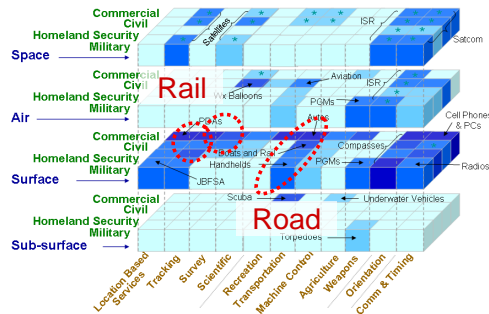 Commercial
Civil
Homeland Security
Military
Space
Satellites
ISR
Satcom
Commercial
Civil
Homeland Security
Military
Air
Rail
Wx Balloons
Aviation
ISR
PGMs
Commercial
Civil
Homeland Security
Military
Surface
PDAs
Autos
Boats and Rail
Handhelds
JBFSA
Compasses
PGMs
Cell Phones
& PCs
Radios
Commercial
Civil
Homeland Security
Military
Sub-surface
Scuba
Road
Underwater Vehicles
Torpedoes
Location Based
Services
Tracking
Survey
Scientific
Recreation
Transportation
Machine Control
Agriculture
Weapons
Orientation
Comm & Timing